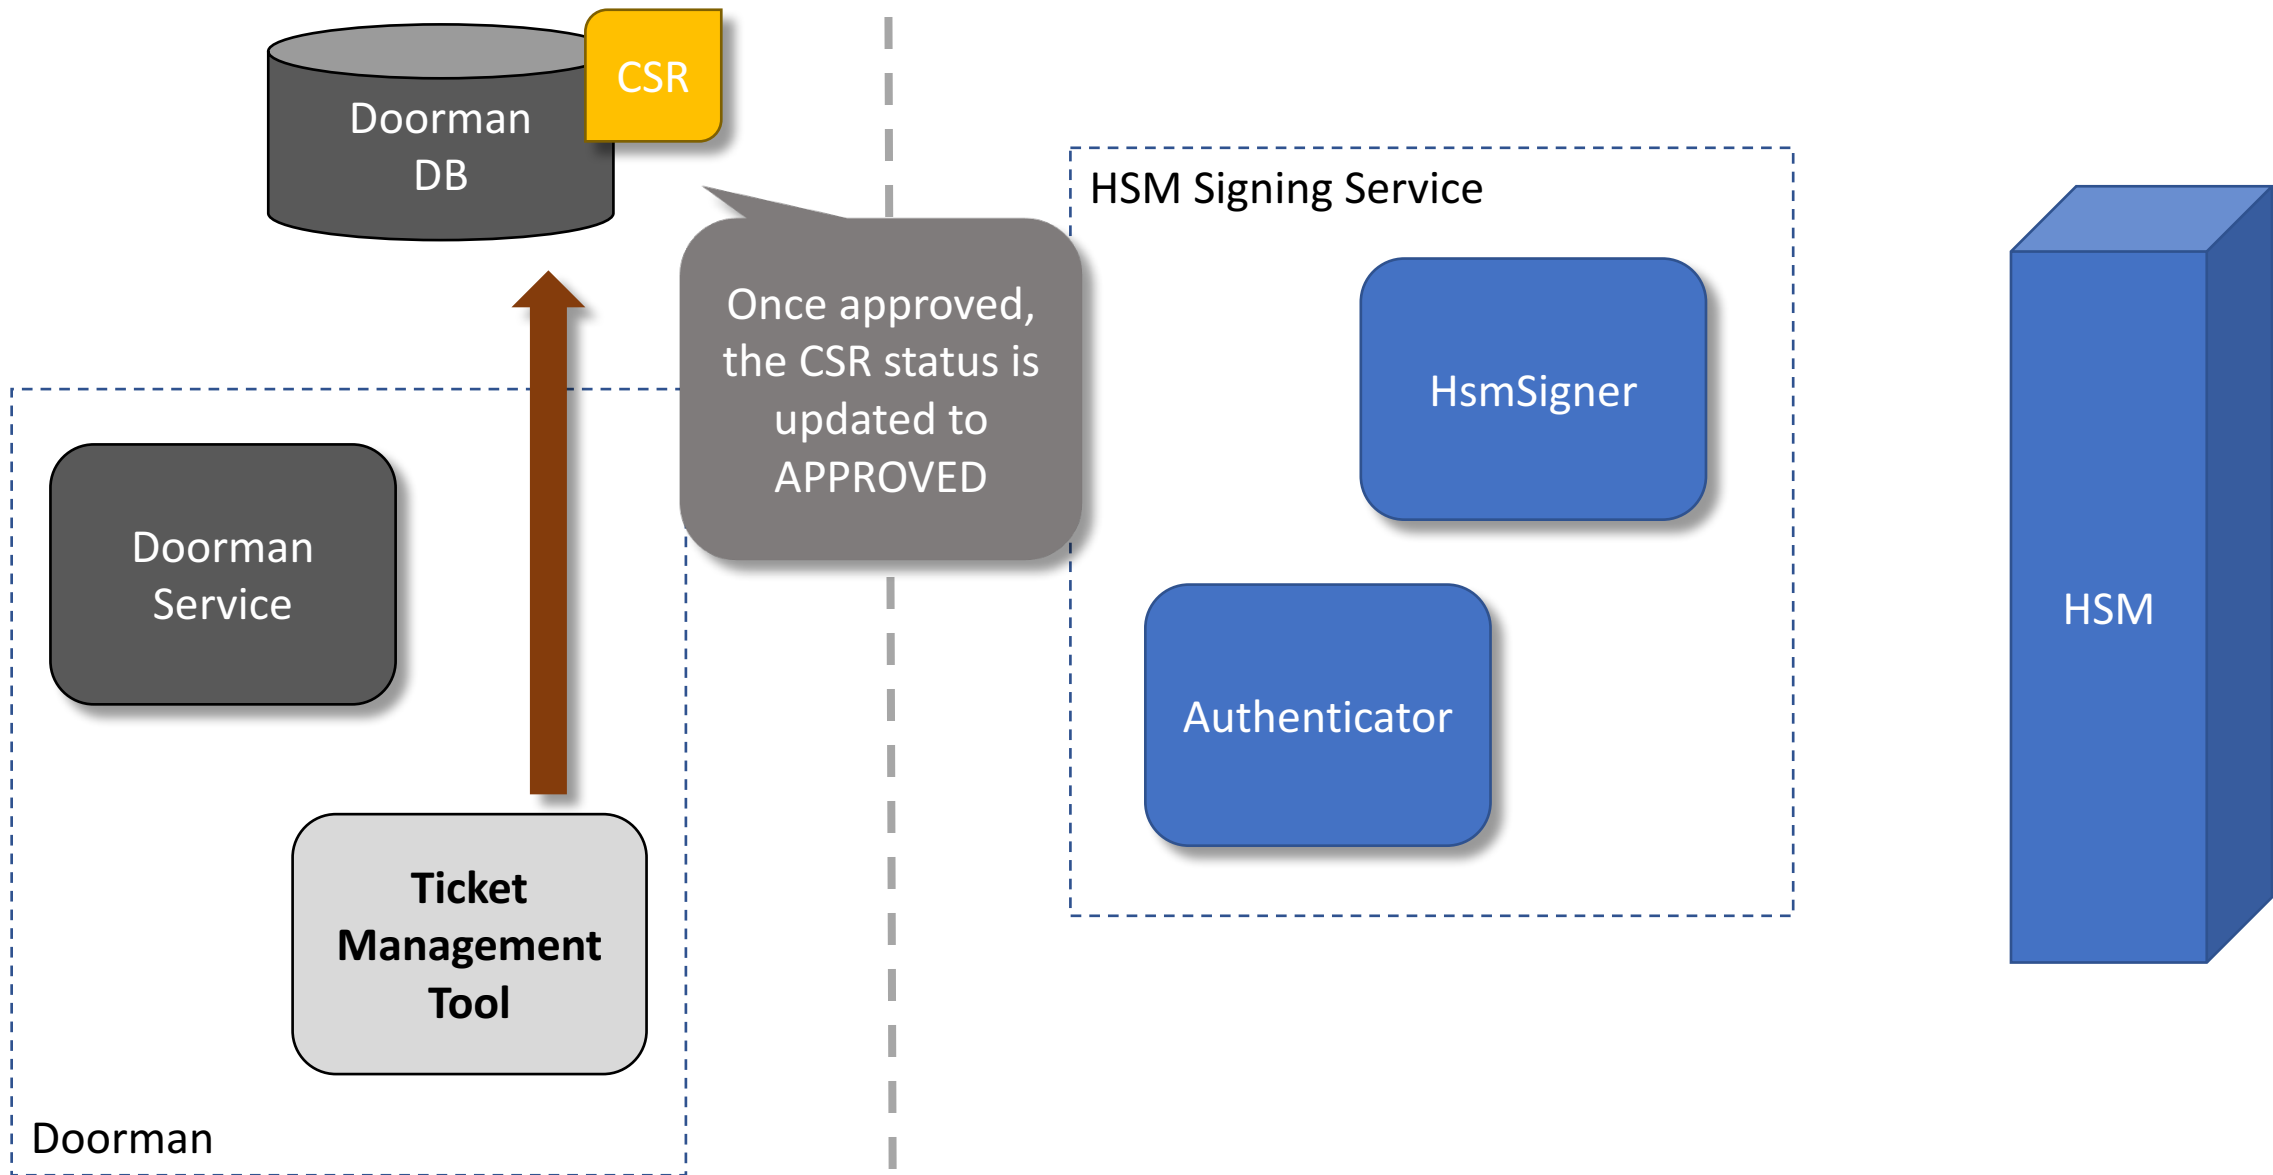 Doorman
DB
CSR
HSM Signing Service
Once approved,
the CSR status is
updated to
APPROVED
HsmSigner
Doorman
Service
Authenticator
HSM
Ticket
Management
Tool
Doorman